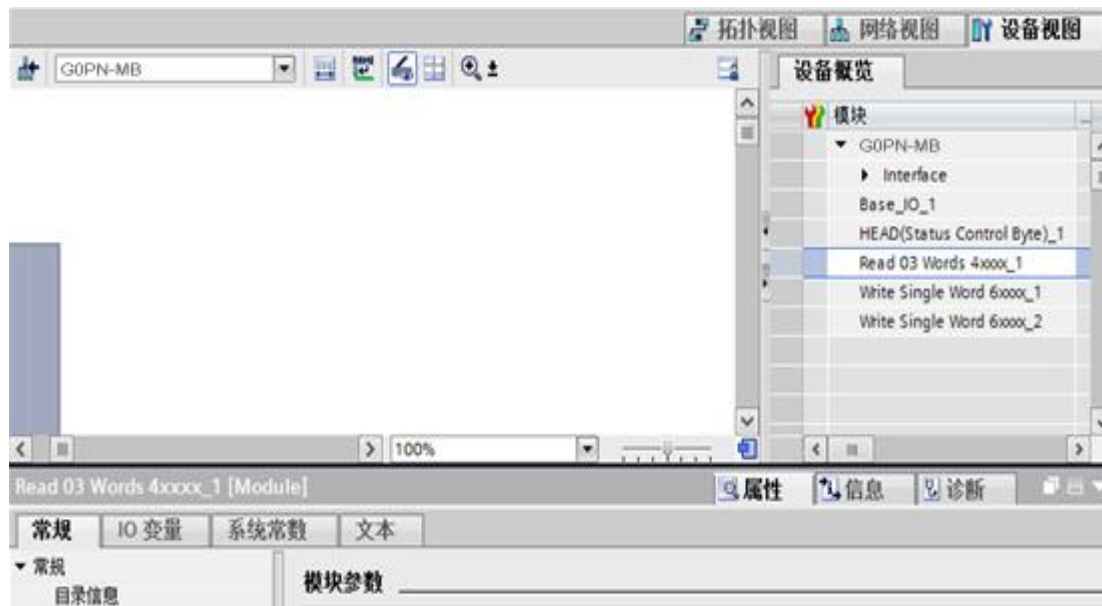 拓扑视图 网络视图 设备视图
G0PN-MB
设备概览
模块 ...
G0PN-MB
Interface
Base_IO_1
HEAD(Status Control Byte)_1
Read 03 Words 4xxxx_1
Write Single Word 6xxxx_1
Write Single Word 6xxxx_2
100%
Read 03 Words 4xxxx_1 [Module]
属性 信息 诊断
常规 IO 变量 系统常数 文本
常规
目录信息
模块参数